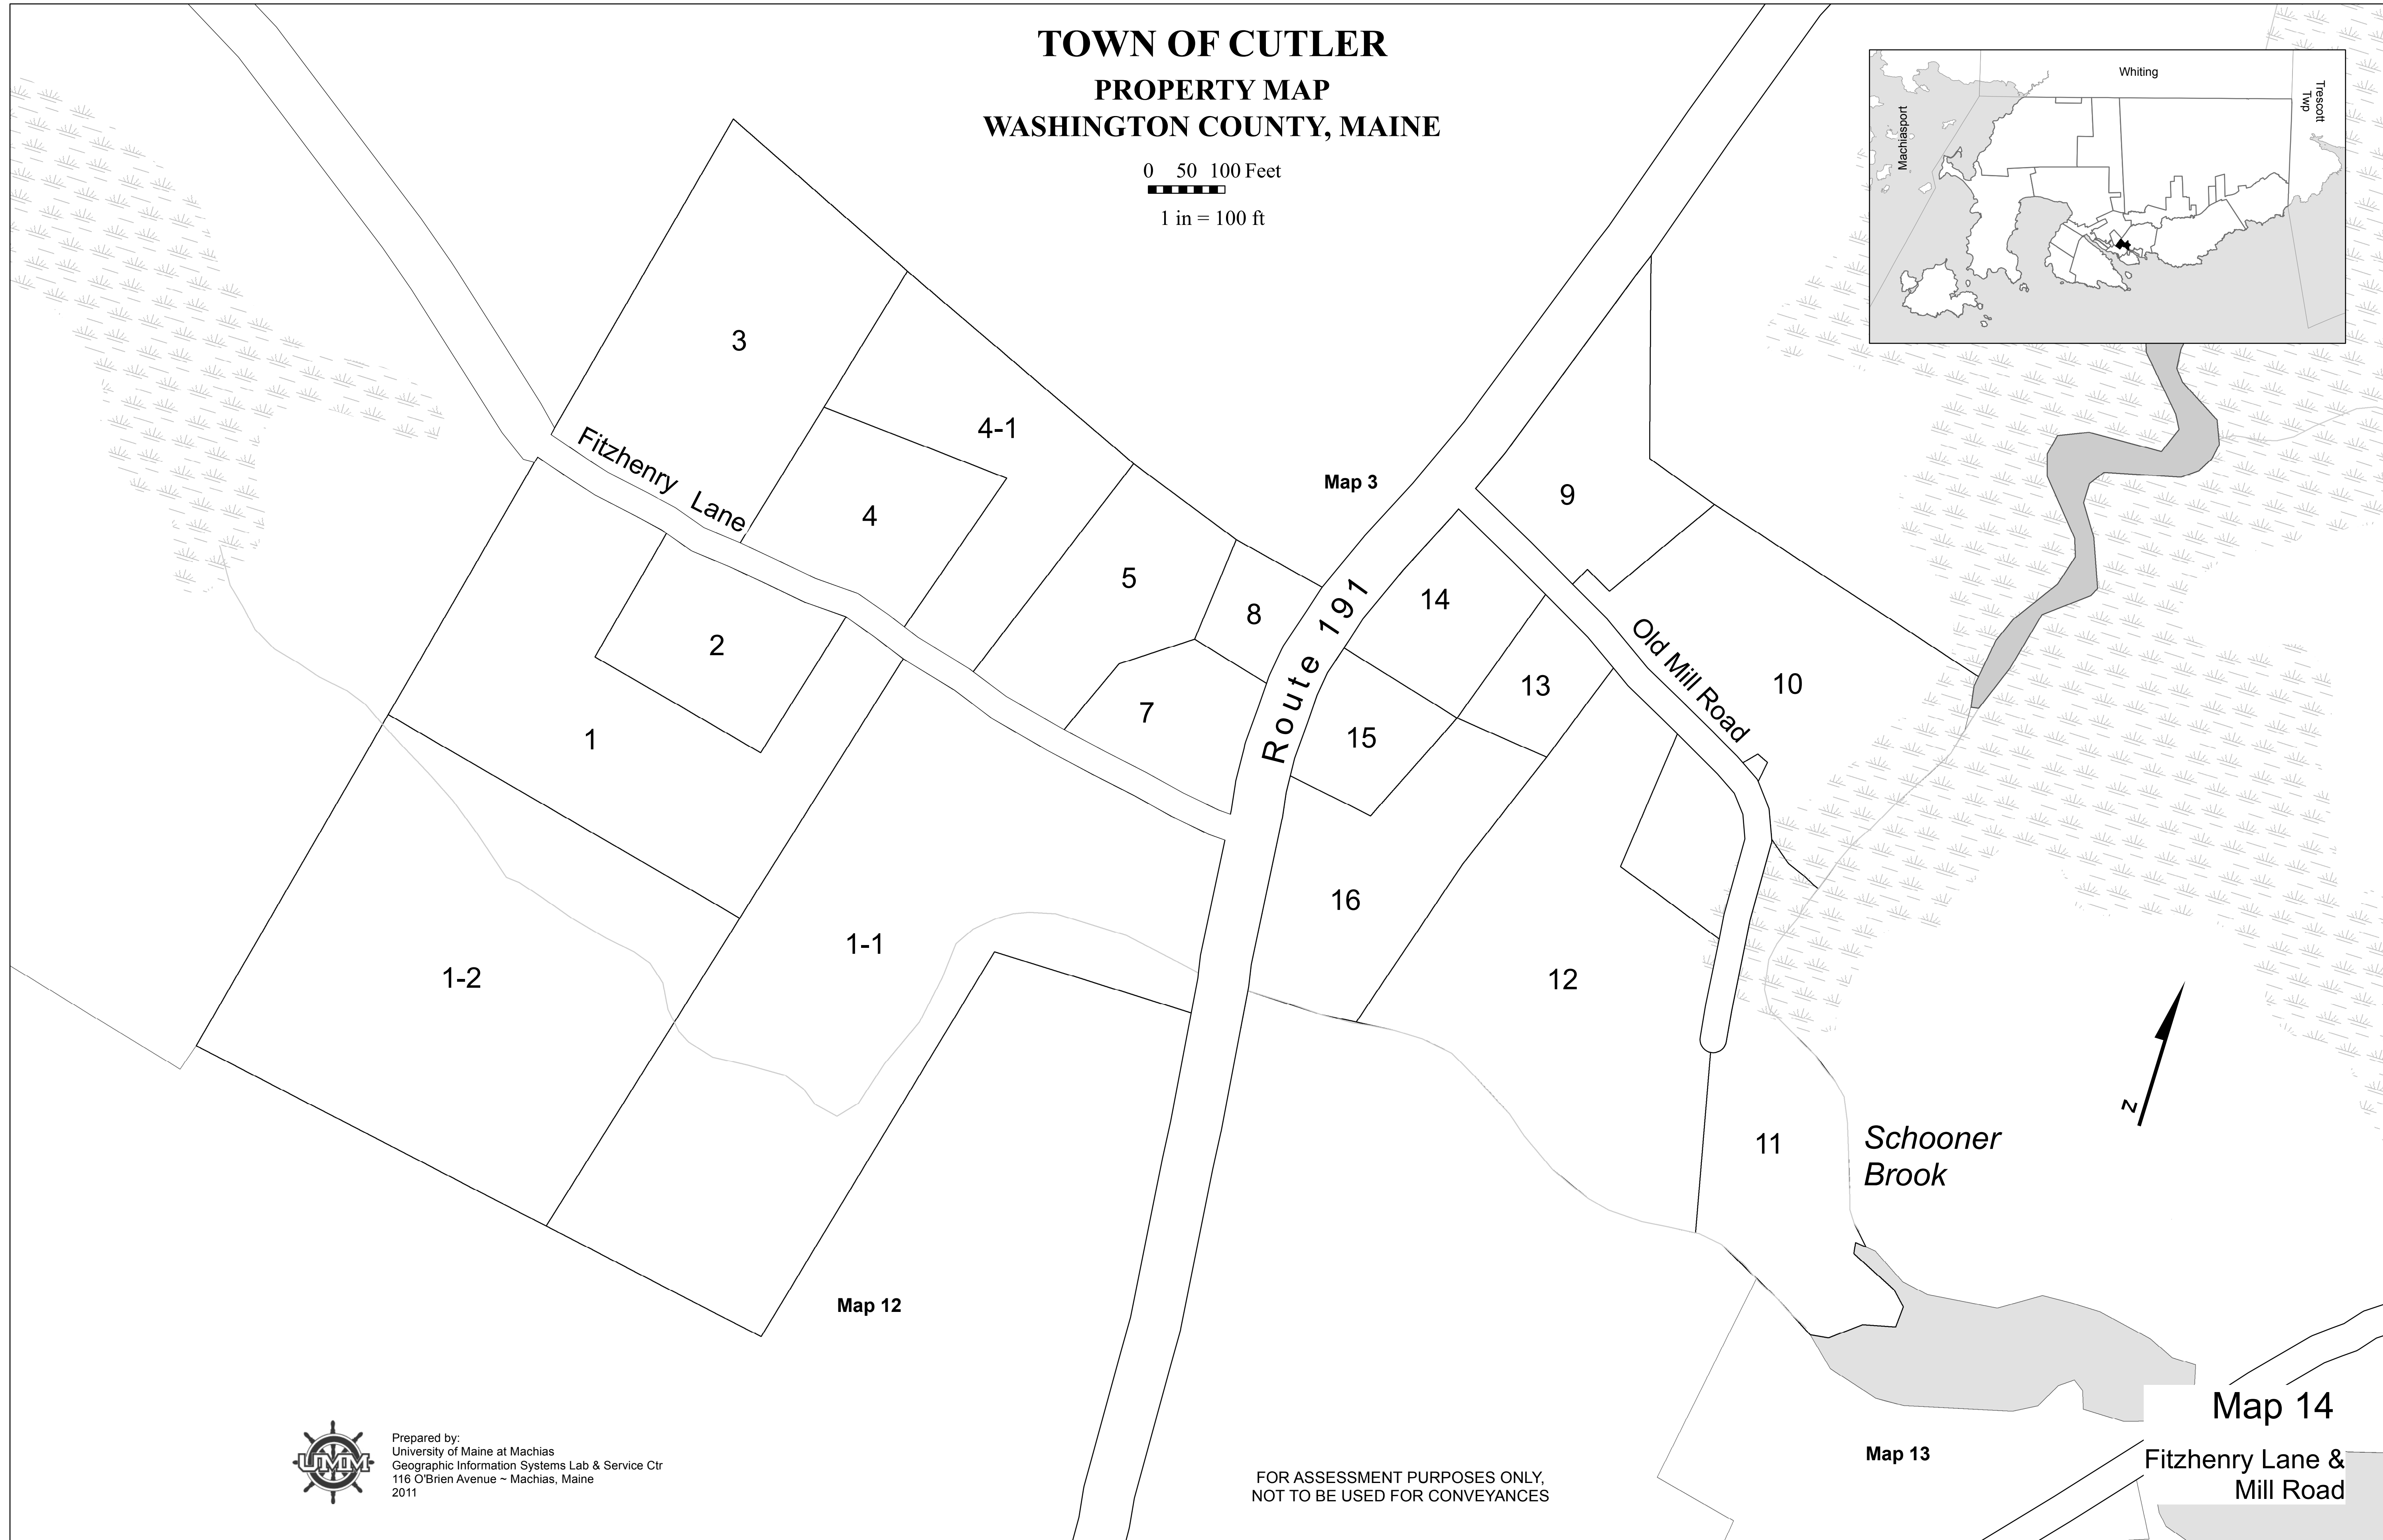 TOWN OF CUTLER
PROPERTY MAP
WASHINGTON COUNTY, MAINE
0 50 100 Feet
1 in = 100 ft
Whiting
Trescott
Twp
Machiasport
3
4-1
Map 3
9
Fitzhenry Lane
4
5
8
Route 191
14
2
Old Mill Road
13
10
7
15
1
16
1-1
1-2
12
N
11
Schooner
Brook
Map 12
Map 14
Fitzhenry Lane &
Mill Road
Map 13
UMM
Prepared by:
University of Maine at Machias
Geographic Information Systems Lab & Service Ctr
116 O'Brien Avenue ~ Machias, Maine
2011
FOR ASSESSMENT PURPOSES ONLY,
NOT TO BE USED FOR CONVEYANCES